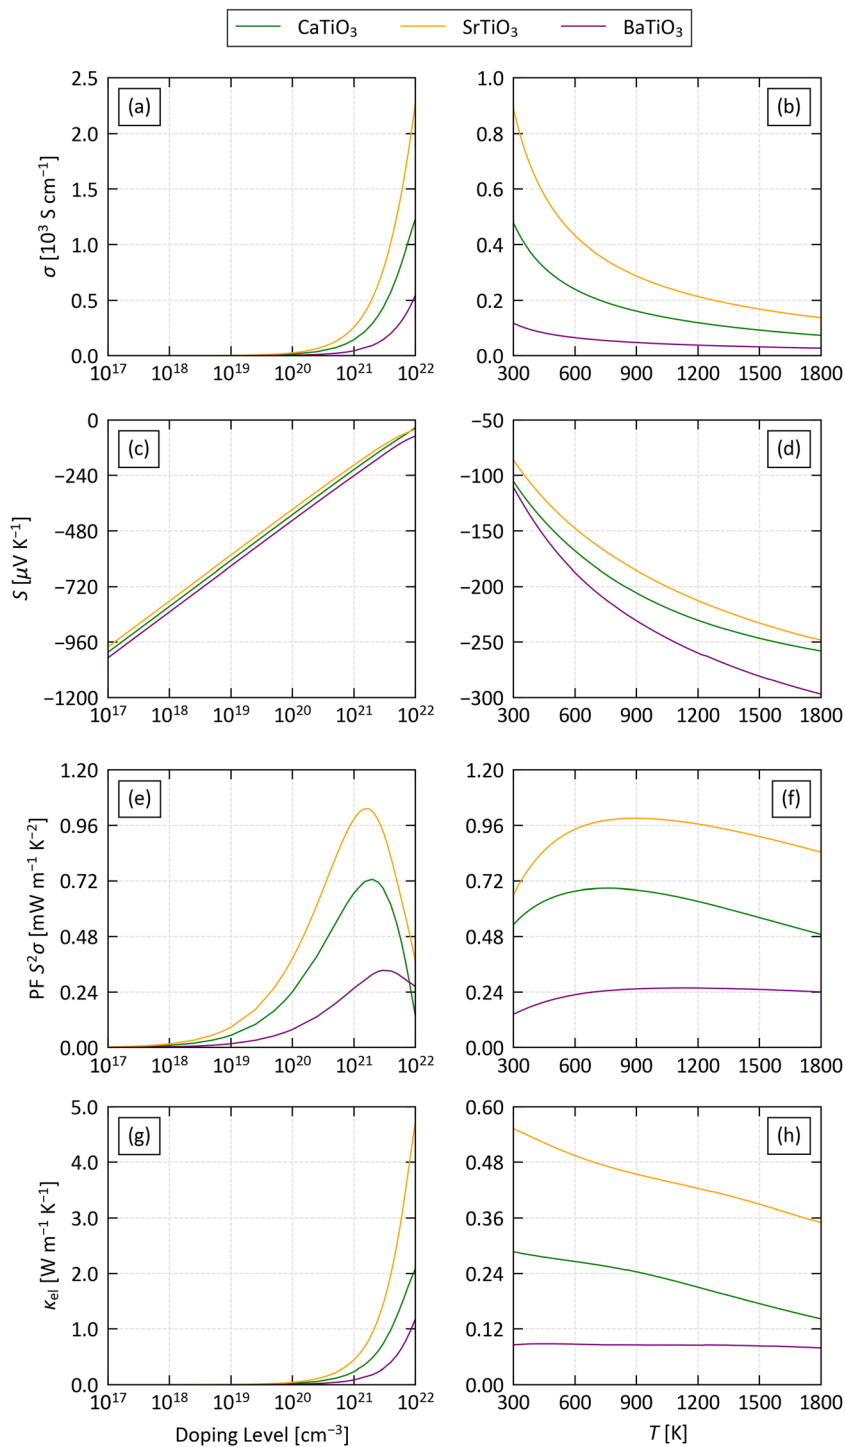 CaTiO₃ SrTiO₃ BaTiO₃
(a)
σ [10³ S cm⁻¹]
2.5
2.0
1.5
1.0
0.5
0.0
10¹⁷ 10¹⁸ 10¹⁹ 10²⁰ 10²¹ 10²²
(b)
1.0
0.8
0.6
0.4
0.2
0.0
300 600 900 1200 1500 1800
(c)
S [μV K⁻¹]
0
−240
−480
−720
−960
−1200
10¹⁷ 10¹⁸ 10¹⁹ 10²⁰ 10²¹ 10²²
(d)
−50
−100
−150
−200
−250
−300
300 600 900 1200 1500 1800
(e)
PF S²σ [mW m⁻¹ K⁻²]
1.20
0.96
0.72
0.48
0.24
0.00
10¹⁷ 10¹⁸ 10¹⁹ 10²⁰ 10²¹ 10²²
(f)
1.20
0.96
0.72
0.48
0.24
0.00
300 600 900 1200 1500 1800
(g)
κₑₗ [W m⁻¹ K⁻¹]
5.0
4.0
3.0
2.0
1.0
0.0
10¹⁷ 10¹⁸ 10¹⁹ 10²⁰ 10²¹ 10²²
Doping Level [cm⁻³]
(h)
0.60
0.48
0.36
0.24
0.12
0.00
300 600 900 1200 1500 1800
T [K]